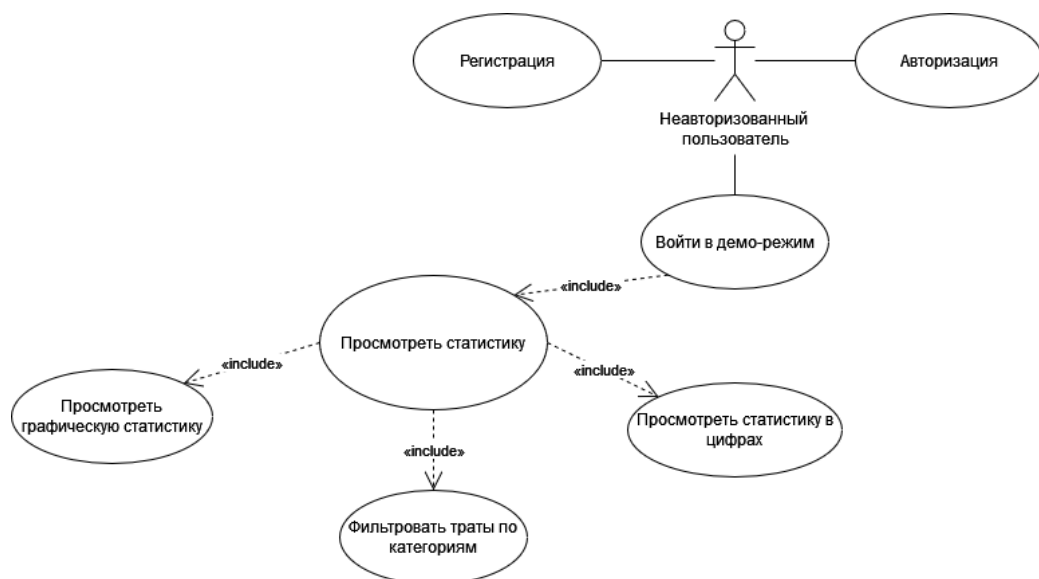 Регистрация
Авторизация
Неавторизованный
пользователь
Войти в демо-режим
«include»
Просмотреть статистику
«include»
«include»
Просмотреть
графическую статистику
Просмотреть статистику в
цифрах
«include»
Фильтровать траты по
категориям